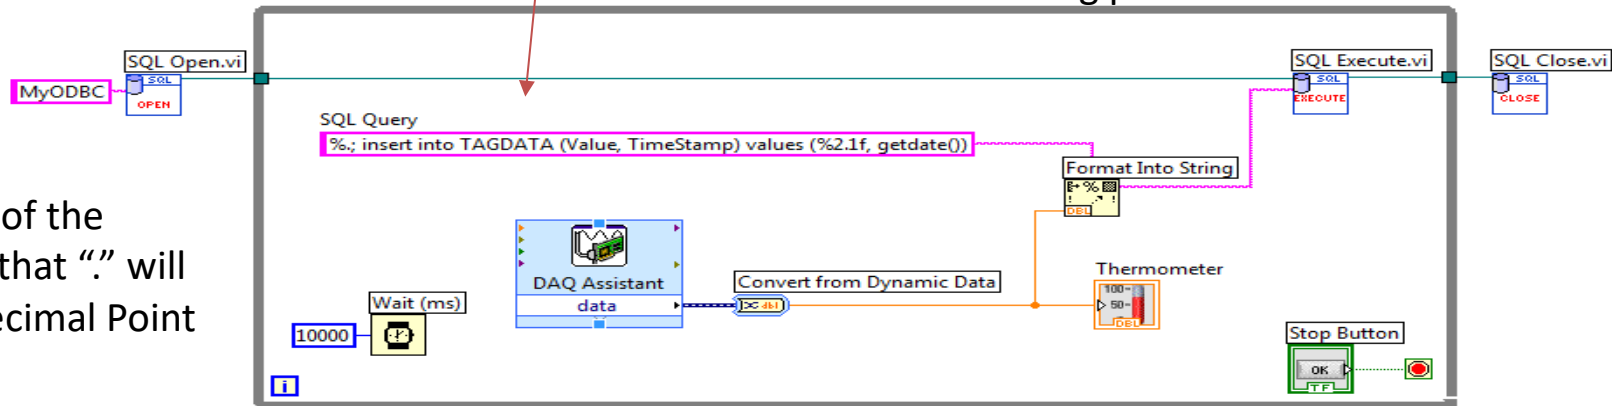 SQL Open.vi
SQL
OPEN
MyODBC
SQL Execute.vi
SQL
EXECUTE
SQL Close.vi
SQL
CLOSE
SQL Query
%.; insert into TAGDATA (Value, TimeStamp) values (%2.1f, getdate())
Format Into String
DBL
of the
that “.” will
ecimal Point
DAQ Assistant
data
Convert from Dynamic Data
dbl
Thermometer
100
50
DBL
Wait (ms)
10000
Stop Button
OK
TF
i